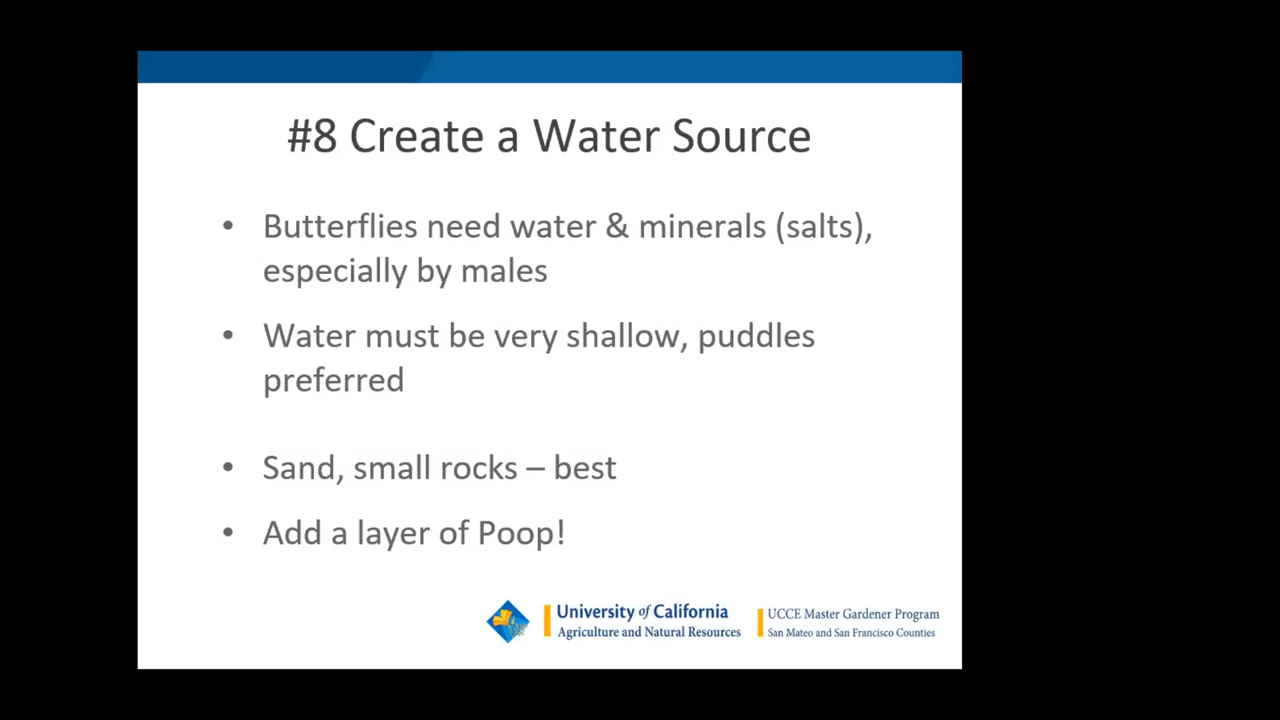 #8 Create a Water Source
• Butterflies need water & minerals (salts),
especially by males
• Water must be very shallow, puddles
preferred
• Sand, small rocks – best
• Add a layer of Poop!
University of California
Agriculture and Natural Resources
UCCE Master Gardener Program
San Mateo and San Francisco Counties